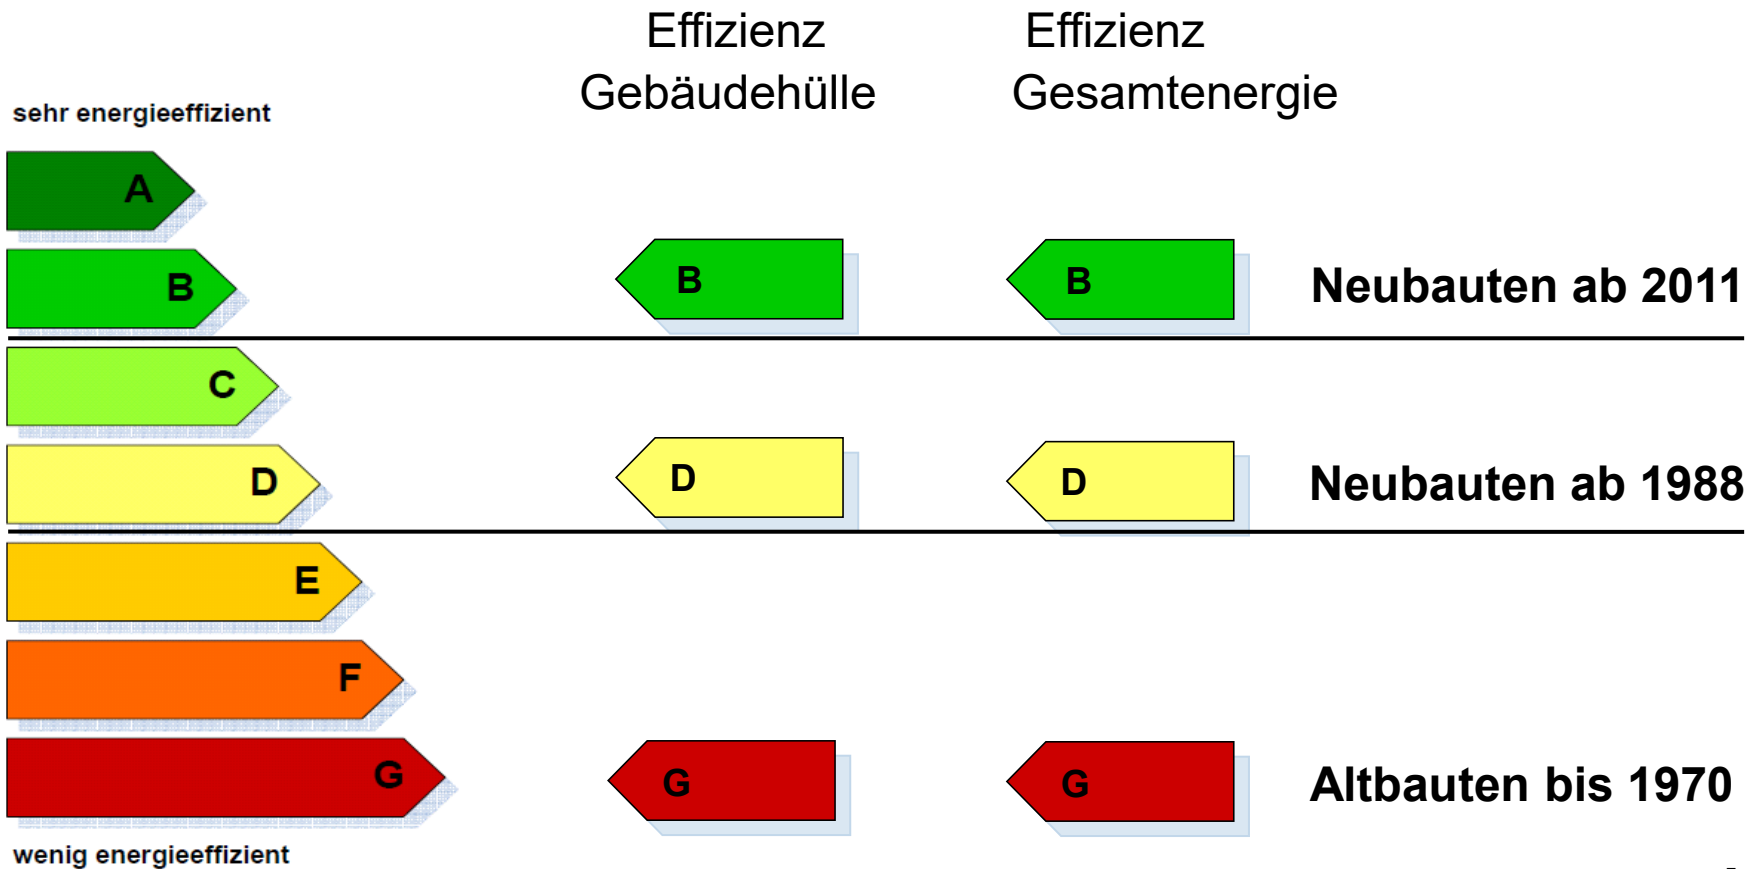 Effizienz
Gebäudehülle
Effizienz
Gesamtenergie
sehr energieeffizient
A
B
B
B
Neubauten ab 2011
C
D
D
D
Neubauten ab 1988
E
F
G
G
G
Altbauten bis 1970
wenig energieeffizient